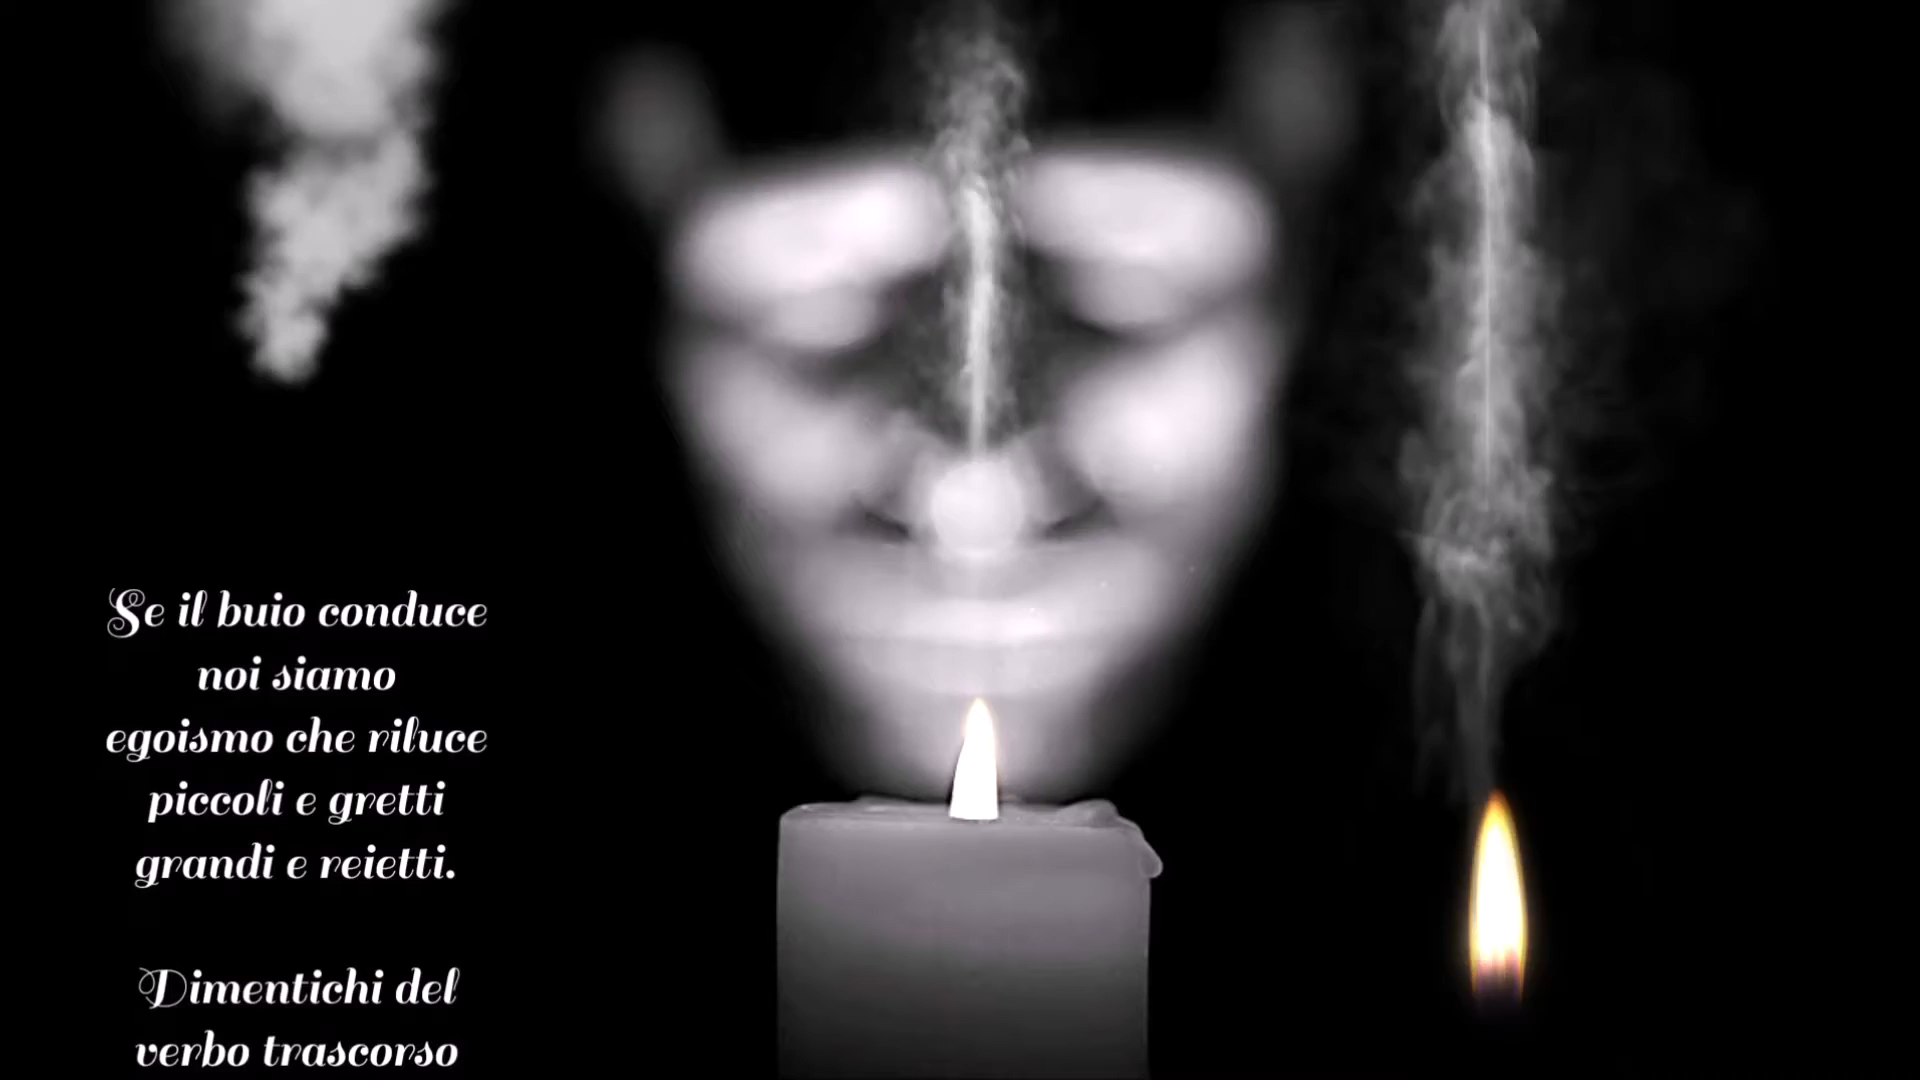 Se il buio conduce
noi siamo
egoismo che riluce
piccoli e gretti
grandi e reietti.
Dimentichi del
verbo trascorso